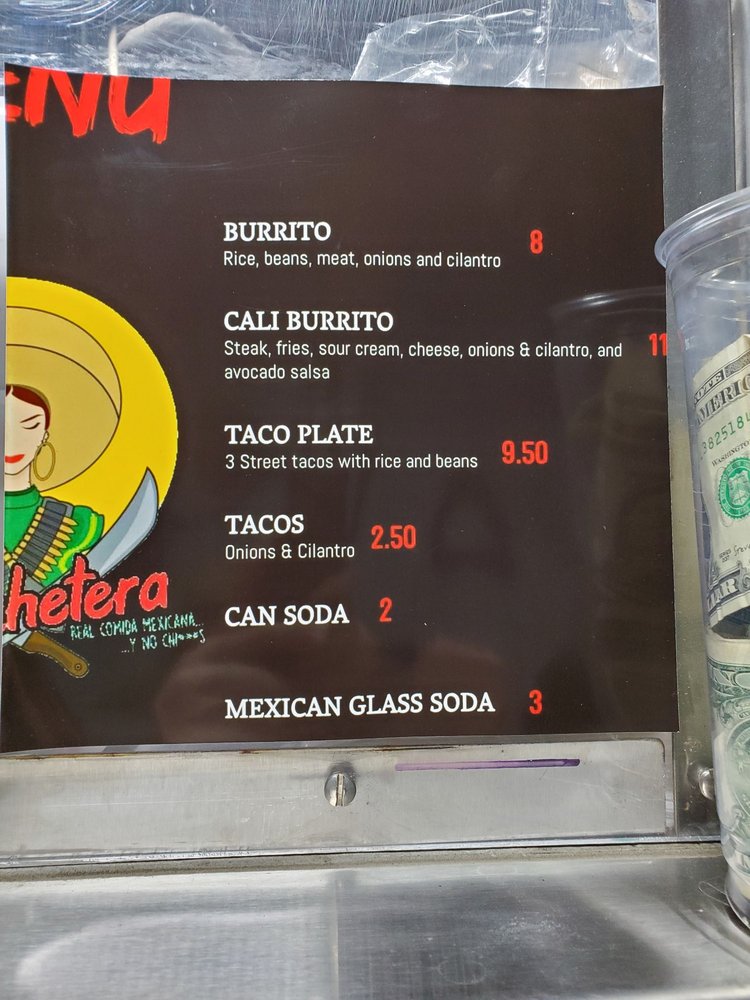 ENU
BURRITO 8
Rice, beans, meat, onions and cilantro
CALI BURRITO
Steak, fries, sour cream, cheese, onions & cilantro, and 11
avocado salsa
TACO PLATE
3 Street tacos with rice and beans 9.50
TACOS
Onions & Cilantro 2.50
CAN SODA 2
MEXICAN GLASS SODA 3
hetera
REAL COMIDA MEXICANA...
...Y NO CHI***S
AMERIC
WASHINGTO